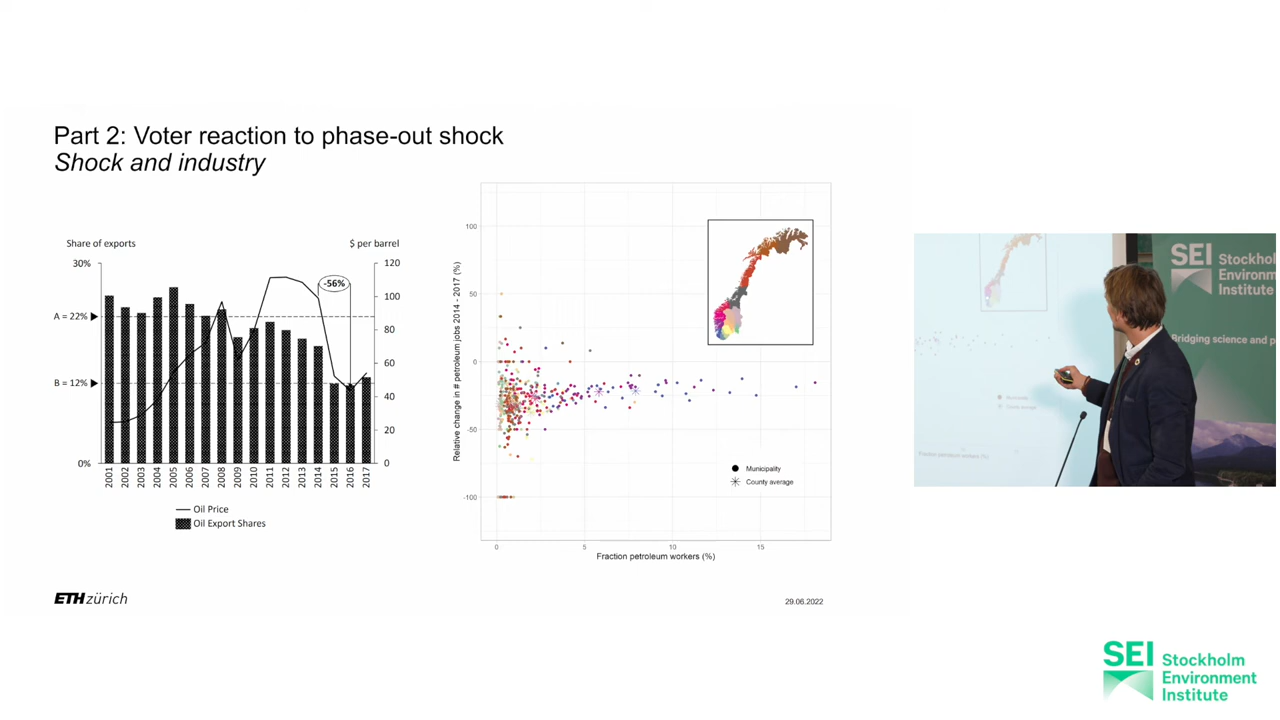 Part 2: Voter reaction to phase-out shock
Shock and industry
Share of exports
$ per barrel
30%
A = 22%
B = 12%
0%
120
100
80
60
40
20
0
-56%
2001
2002
2003
2004
2005
2006
2007
2008
2009
2010
2011
2012
2013
2014
2015
2016
2017
Oil Price
Oil Export Shares
Relative change in # petroleum jobs 2014 - 2017 (%)
100
50
0
-50
-100
Municipality
County average
0
5
10
15
Fraction petroleum workers (%)
ETH zürich
29.06.2022
SEI
Stockholm
Environment
Institute
Bridging science and p
SEI
Stockholm
Environment
Institute